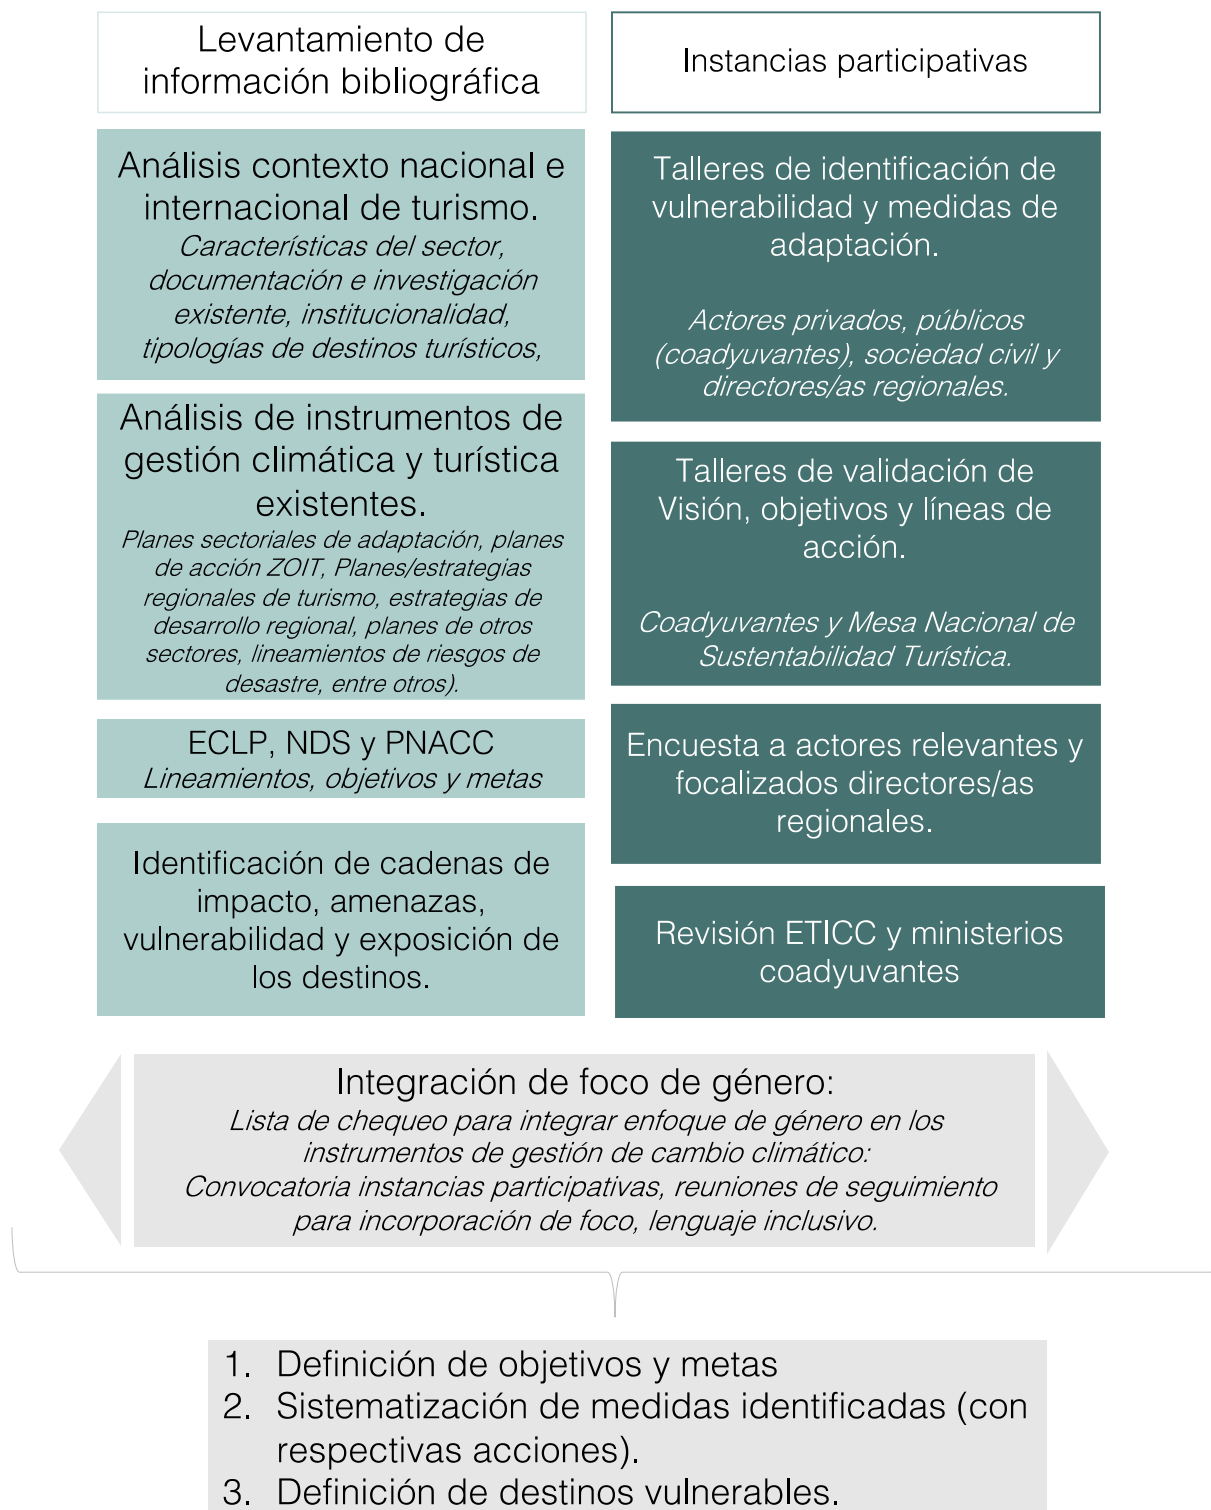 Levantamiento de
información bibliográfica
Análisis contexto nacional e
internacional de turismo.
Características del sector,
documentación e investigación
existente, institucionalidad,
tipologías de destinos turísticos,
Análisis de instrumentos de
gestión climática y turística
existentes.
Planes sectoriales de adaptación, planes
de acción ZOIT, Planes/estrategias
regionales de turismo, estrategias de
desarrollo regional, planes de otros
sectores, lineamientos de riesgos de
desastre, entre otros).
ECLP, NDS y PNACC
Lineamientos, objetivos y metas
Identificación de cadenas de
impacto, amenazas,
vulnerabilidad y exposición de
los destinos.
Instancias participativas
Talleres de identificación de
vulnerabilidad y medidas de
adaptación.
Actores privados, públicos
(coadyuvantes), sociedad civil y
directores/as regionales.
Talleres de validación de
Visión, objetivos y líneas de
acción.
Coadyuvantes y Mesa Nacional de
Sustentabilidad Turística.
Encuesta a actores relevantes y
focalizados directores/as
regionales.
Revisión ETICC y ministerios
coadyuvantes
Integración de foco de género:
Lista de chequeo para integrar enfoque de género en los
instrumentos de gestión de cambio climático:
Convocatoria instancias participativas, reuniones de seguimiento
para incorporación de foco, lenguaje inclusivo.
1. Definición de objetivos y metas
2. Sistematización de medidas identificadas (con
respectivas acciones).
3. Definición de destinos vulnerables.